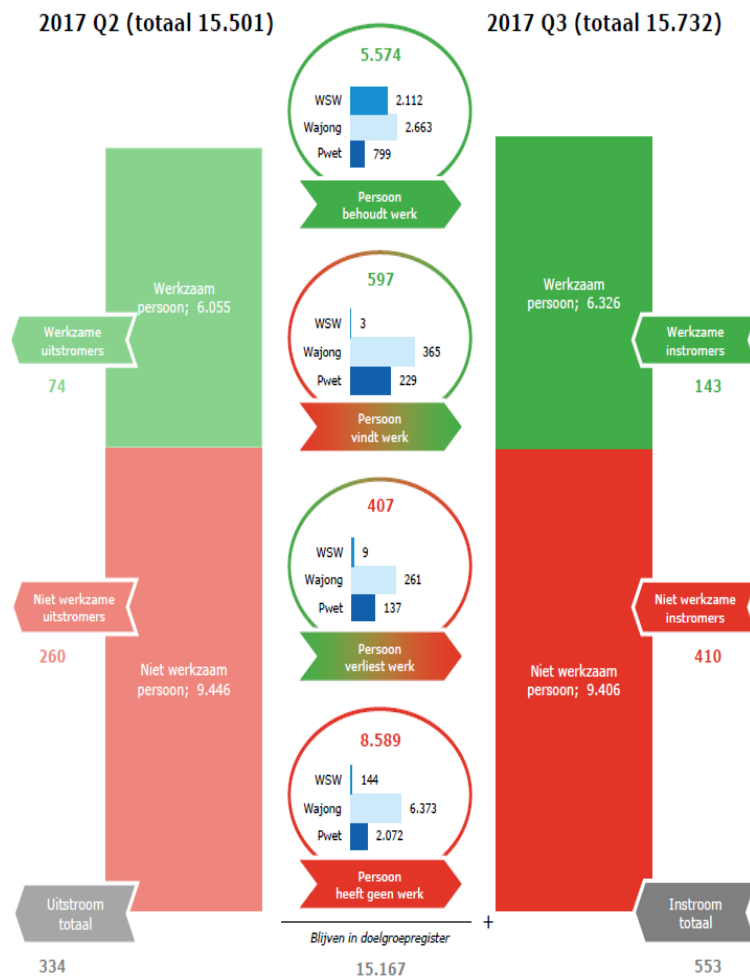 2017 Q2 (totaal 15.501)
2017 Q3 (totaal 15.732)
5.574
WSW 2.112
Wajong 2.663
Pwet 799
Persoon
behoudt werk
Werkzaam
persoon; 6.055
Werkzaam
persoon; 6.326
597
WSW 3
Wajong 365
Pwet 229
Persoon
vindt werk
Werkzame
uitstromers
74
Werkzame
instromers
143
407
WSW 9
Wajong 261
Pwet 137
Persoon
verliest werk
Niet werkzame
uitstromers
260
Niet werkzame
instromers
410
Niet werkzaam
persoon; 9.446
Niet werkzaam
persoon; 9.406
8.589
WSW 144
Wajong 6.373
Pwet 2.072
Persoon
heeft geen werk
Uitstroom
totaal
334
+
Blijven in doelgroepregister
15.167
Instroom
totaal
553